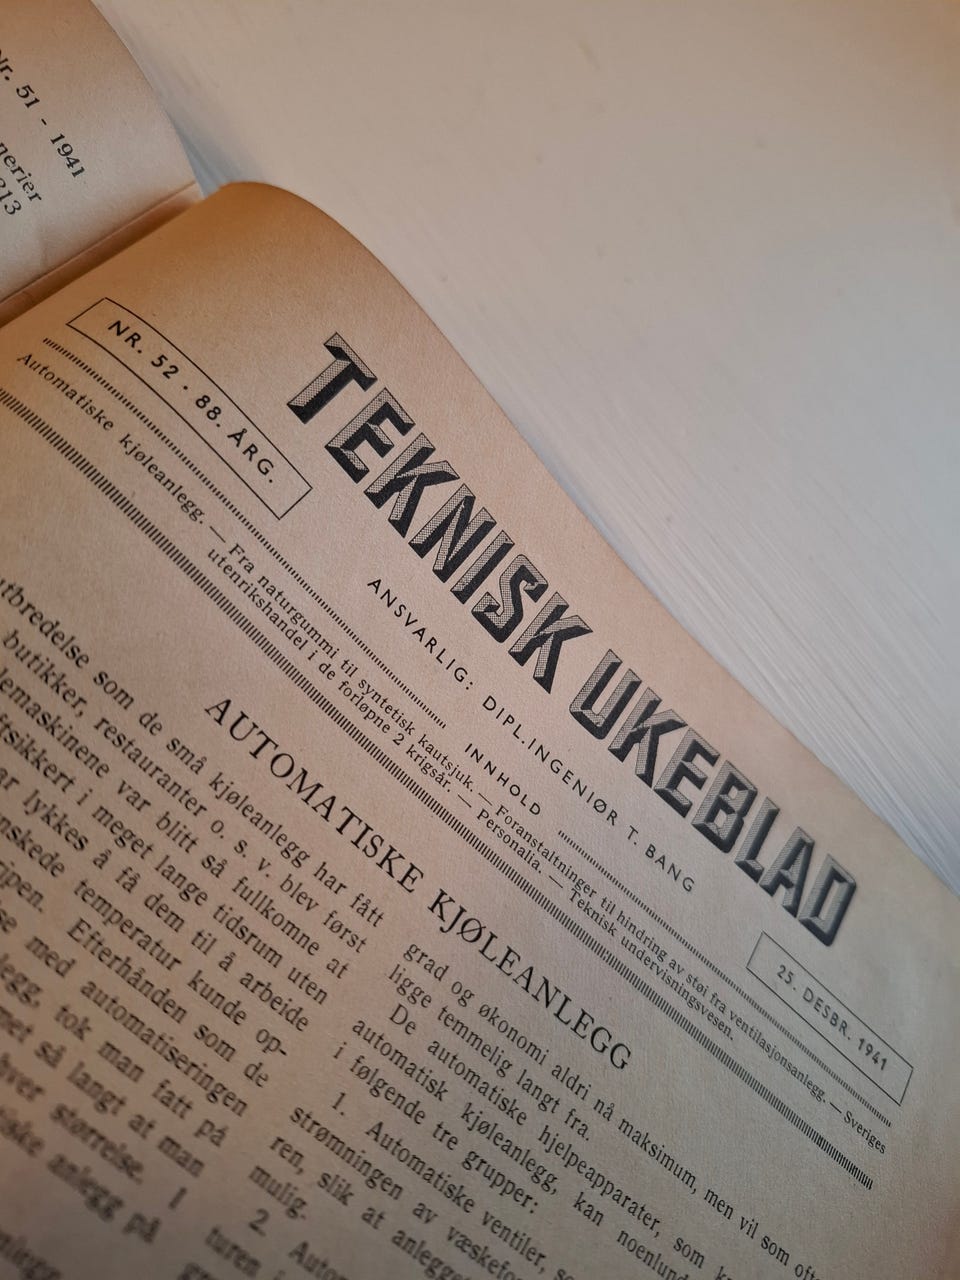 Nr. 51 - 1941
213
TEKNISK UKEBLAD
NR. 52 · 88. ÅRG.
ANSVARLIG: DIPL.INGENIØR T. BANG
25. DESBR. 1941
INNHOLD
Automatiske kjøleanlegg. — Fra naturgummi til syntetisk kautsjuk. — Foranstaltninger til hindring av støi fra ventilasjonsanlegg. — Sveriges
utenrikshandel i de forløpne 2 krigsår. — Personalia. — Teknisk undervisningsvesen.
AUTOMATISKE KJØLEANLEGG
utbredelse som de små kjøleanlegg har fått
butikker, restauranter o. s. v. blev først
var blitt så fullkomne at
i meget lange tidsrum uten
lykkes å få dem til å arbeide
temperatur kunde op-
Efterhånden som de
med automatiseringen
tok man fatt på
så langt at man
størrelse. I
anlegg på
grad og økonomi aldri nå maksimum, men vil som
ligge temmelig langt fra.
De automatiske hjelpeapparater, som
automatisk kjøleanlegg, kan
i følgende tre grupper:
1. Automatiske ventiler,
strømningen av
ren, slik at
mulig.
2.
turen